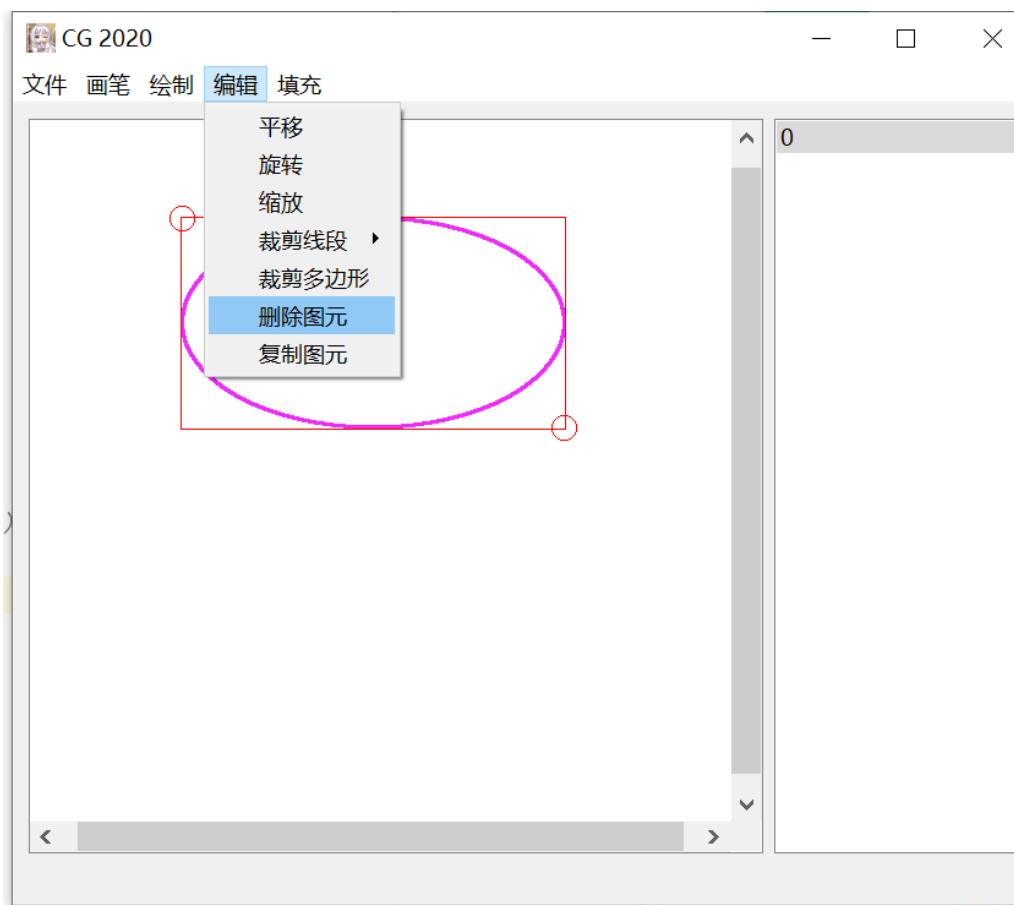 CG 2020
文件 画笔 绘制 编辑 填充
平移
旋转
缩放
裁剪线段
裁剪多边形
删除图元
复制图元
0
)